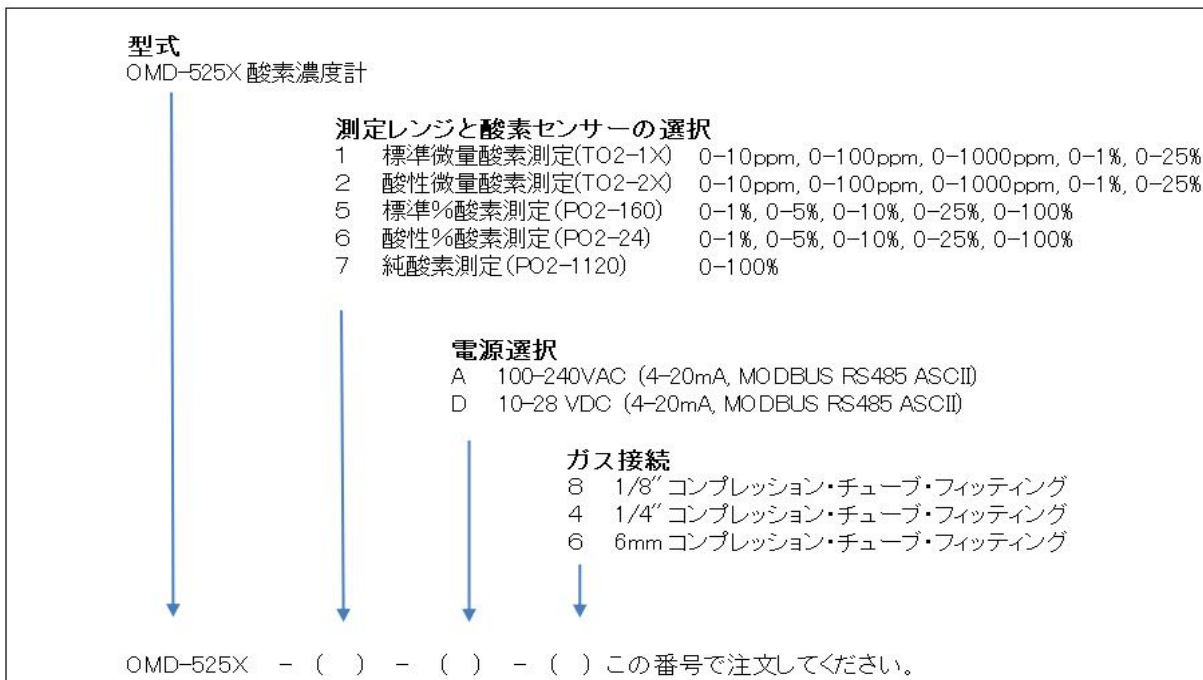 型式
OMD-525X 酸素濃度計
測定レンジと酸素センサーの選択
1 標準微量酸素測定(TO2-1X) 0-10ppm, 0-100ppm, 0-1000ppm, 0-1%, 0-25%
2 酸性微量酸素測定(TO2-2X) 0-10ppm, 0-100ppm, 0-1000ppm, 0-1%, 0-25%
5 標準%酸素測定(PO2-160) 0-1%, 0-5%, 0-10%, 0-25%, 0-100%
6 酸性%酸素測定(PO2-24) 0-1%, 0-5%, 0-10%, 0-25%, 0-100%
7 純酸素測定(PO2-1120) 0-100%
電源選択
A 100-240VAC (4-20mA, MODBUS RS485 ASCII)
D 10-28 VDC (4-20mA, MODBUS RS485 ASCII)
ガス接続
8 1/8″コンプレッション・チューブ・フィッティング
4 1/4″コンプレッション・チューブ・フィッティング
6 6mmコンプレッション・チューブ・フィッティング
OMD-525X - ( ) - ( ) - ( ) この番号で注文してください。